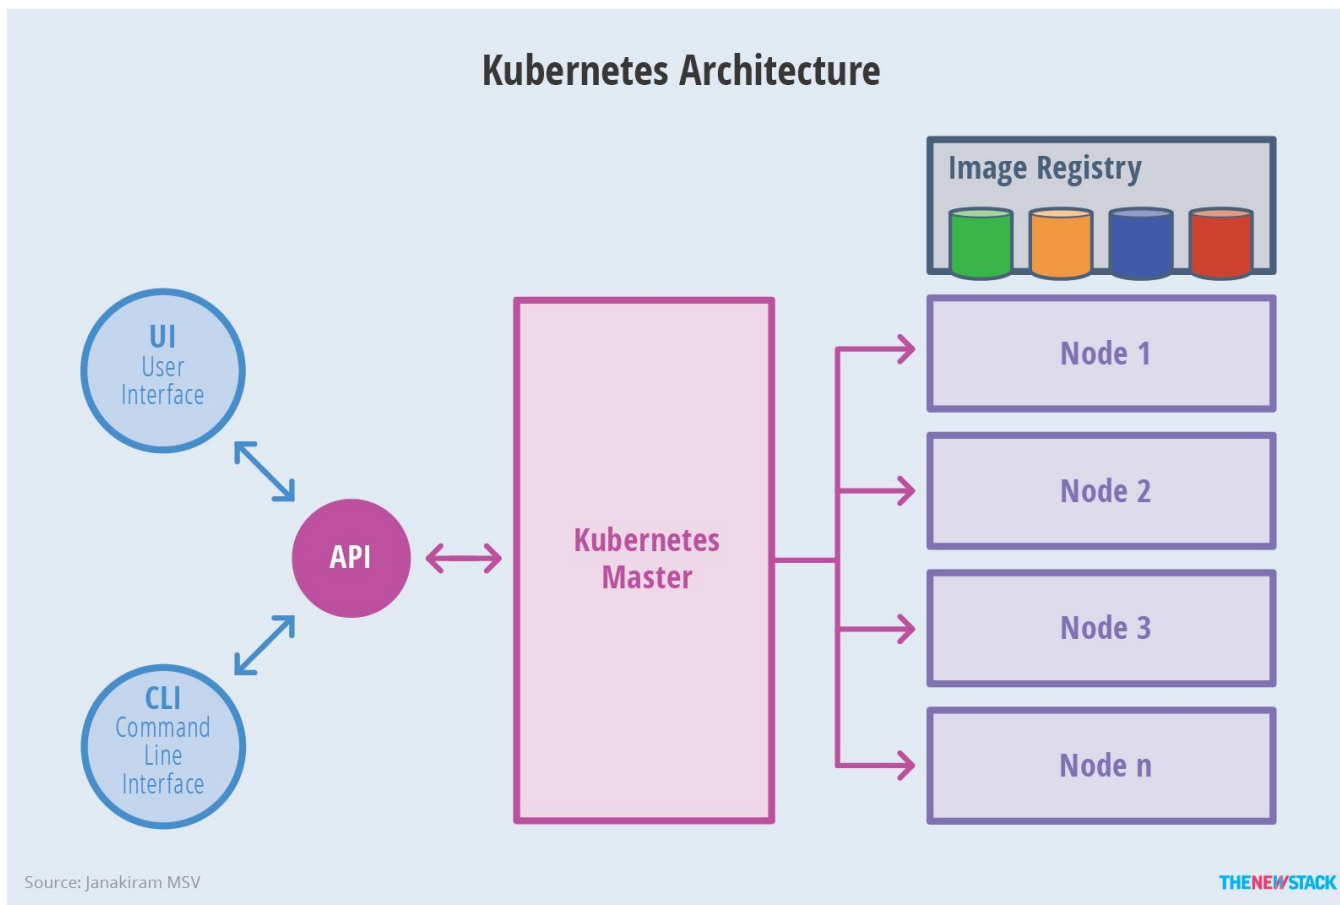 Kubernetes Architecture
Image Registry
UI
User
Interface
Node 1
Node 2
API
Kubernetes
Master
Node 3
CLI
Command
Line
Interface
Node n
Source: Janakiram MSV
THENEWSTACK